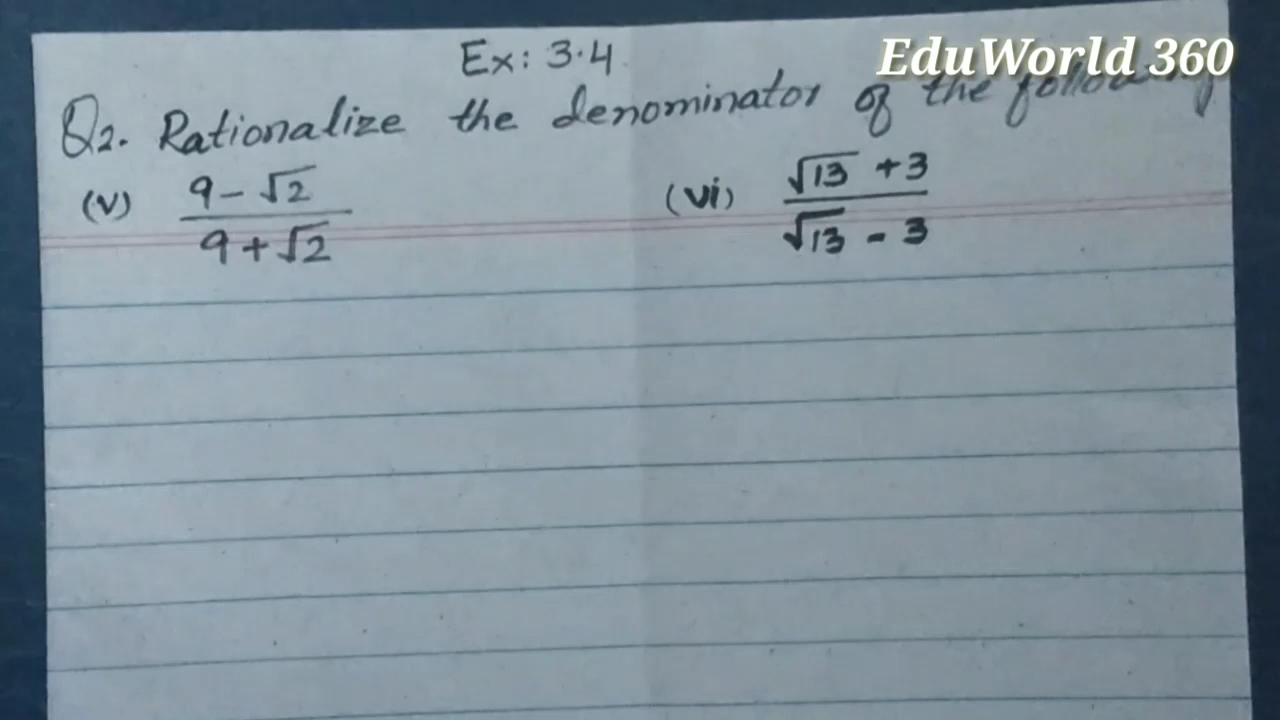 Ex: 3.4
EduWorld 360
Q2. Rationalize the denominator of the following
(v) 9 - √2 / 9 + √2
(vi) √13 + 3 / √13 - 3